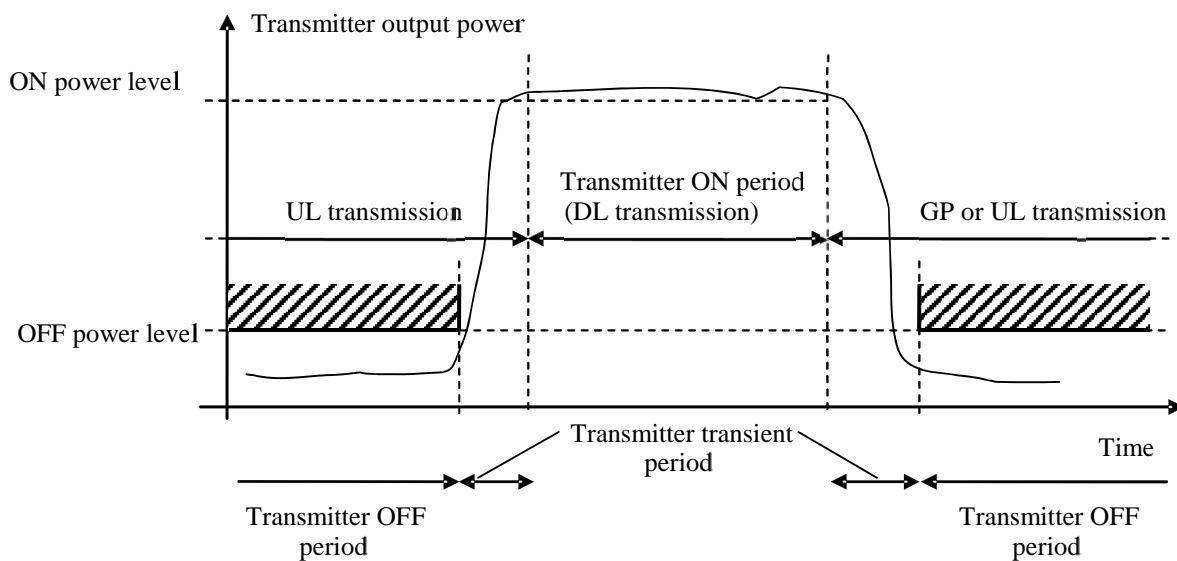 Transmitter output power
ON power level
Transmitter ON period
(DL transmission)
UL transmission
GP or UL transmission
OFF power level
Transmitter transient
period
Time
Transmitter OFF
period
Transmitter OFF
period